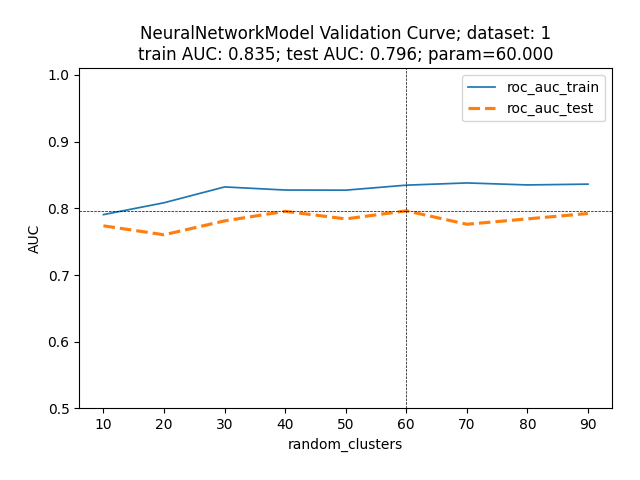 NeuralNetworkModel Validation Curve; dataset: 1
train AUC: 0.835; test AUC: 0.796; param=60.000
roc_auc_train
roc_auc_test
1.0
0.9
0.8
0.7
0.6
0.5
AUC
10 20 30 40 50 60 70 80 90
random_clusters